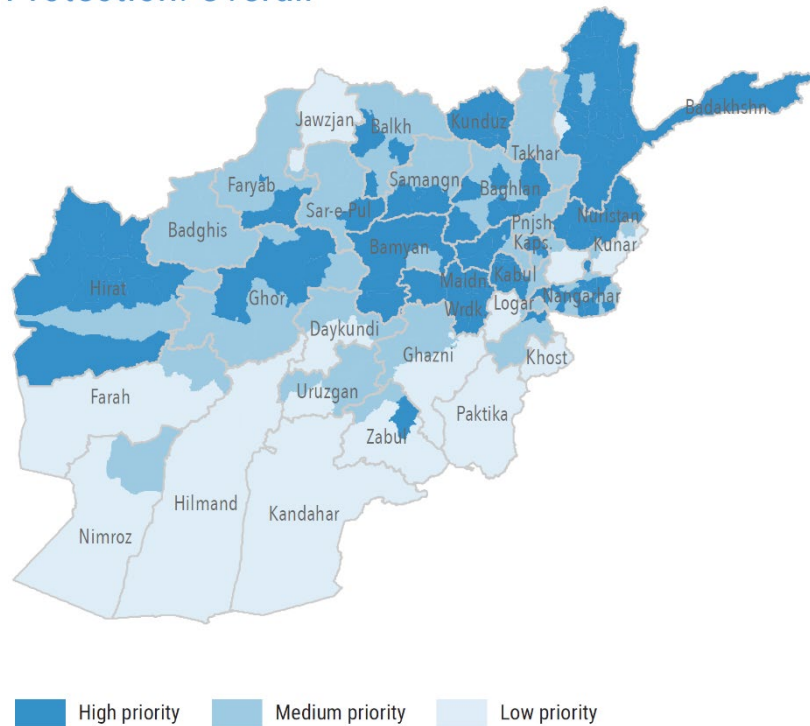 Jawzjan
Balkh
Kunduz
Badakhshn.
Takhar
Faryab
Samangn
Baghlan
Sar-e-Pul
Badghis
Pnjsh.
Nuristan
Bamyan
Kaps.
Kunar
Hirat
Ghor
Maidn.
Kabul
Wrdk.
Logar
Nangarhar
Daykundi
Ghazni
Khost
Farah
Uruzgan
Paktika
Zabul
Hilmand
Kandahar
Nimroz
High priority Medium priority Low priority